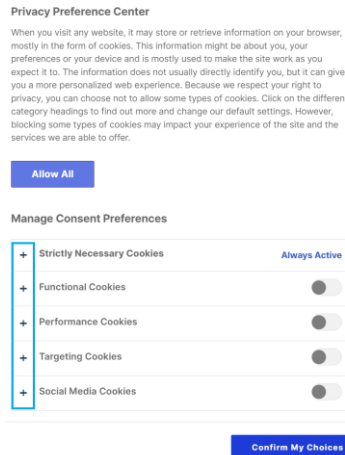 Privacy Preference Center
When you visit any website, it may store or retrieve information on your browser,
mostly in the form of cookies. This information might be about you, your
preferences or your device and is mostly used to make the site work as you
expect it to. The information does not usually directly identify you, but it can give
you a more personalized web experience. Because we respect your right to
privacy, you can choose not to allow some types of cookies. Click on the differen
category headings to find out more and change our default settings. However,
blocking some types of cookies may impact your experience of the site and the
services we are able to offer.
Allow All
Manage Consent Preferences
+ Strictly Necessary Cookies Always Active
+ Functional Cookies
+ Performance Cookies
+ Targeting Cookies
+ Social Media Cookies
Confirm My Choices